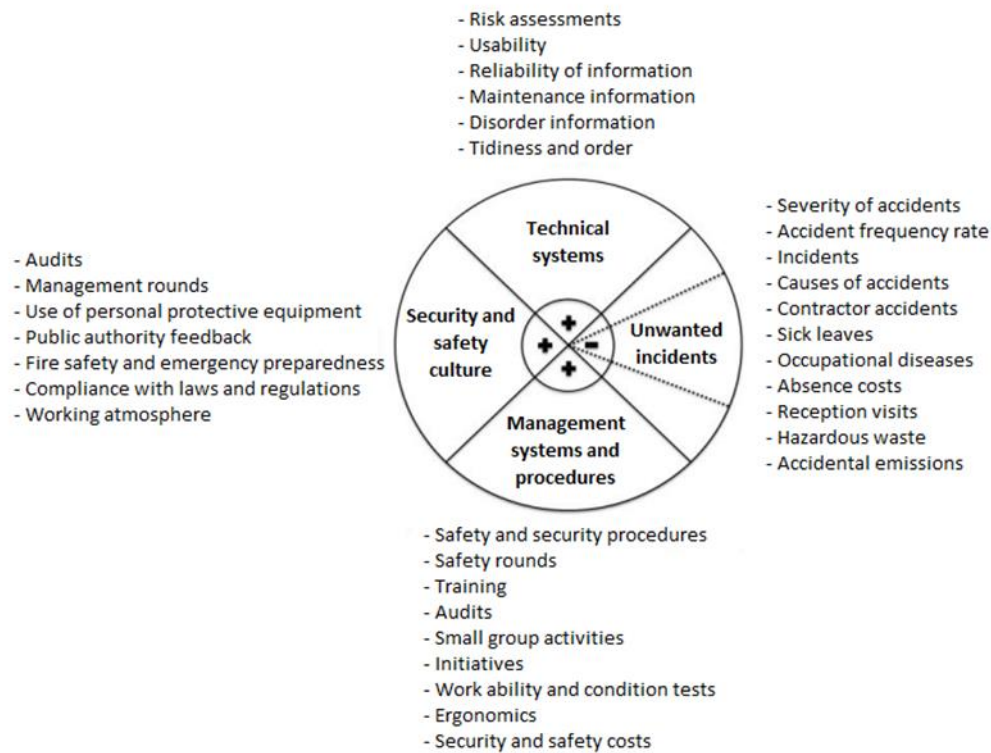 - Risk assessments
- Usability
- Reliability of information
- Maintenance information
- Disorder information
- Tidiness and order
Technical
systems
- Audits
- Management rounds
- Use of personal protective equipment
- Public authority feedback
- Fire safety and emergency preparedness
- Compliance with laws and regulations
- Working atmosphere
Security and
safety
culture
+
+
-
+
Unwanted
incidents
- Severity of accidents
- Accident frequency rate
- Incidents
- Causes of accidents
- Contractor accidents
- Sick leaves
- Occupational diseases
- Absence costs
- Reception visits
- Hazardous waste
- Accidental emissions
Management
systems and
procedures
- Safety and security procedures
- Safety rounds
- Training
- Audits
- Small group activities
- Initiatives
- Work ability and condition tests
- Ergonomics
- Security and safety costs